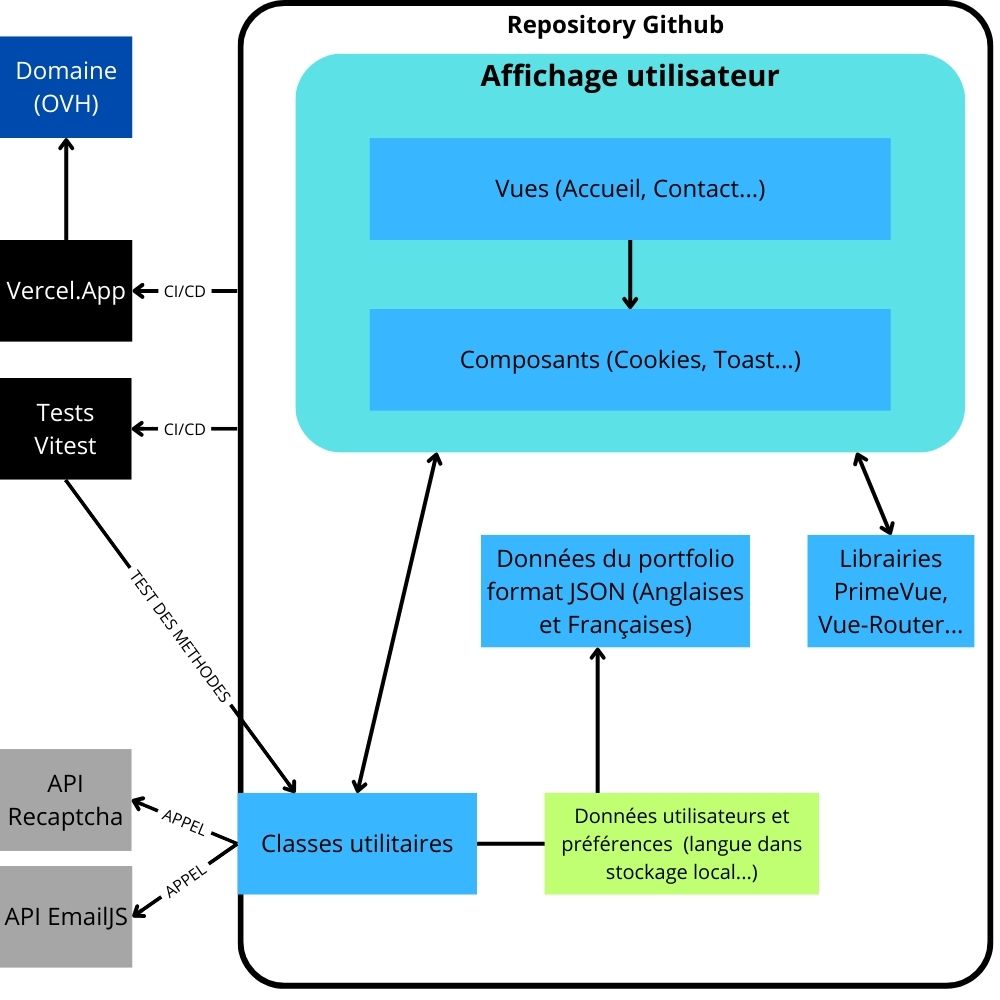 Repository Github
Affichage utilisateur
Domaine
(OVH)
Vues (Accueil, Contact...)
Vercel.App
CI/CD
Composants (Cookies, Toast...)
Tests
Vitest
CI/CD
Données du portfolio
format JSON (Anglaises
et Françaises)
Librairies
PrimeVue,
Vue-Router...
TEST DES METHODES
API
Recaptcha
APPEL
Classes utilitaires
Données utilisateurs et
préférences (langue dans
stockage local...)
APPEL
API EmailJS